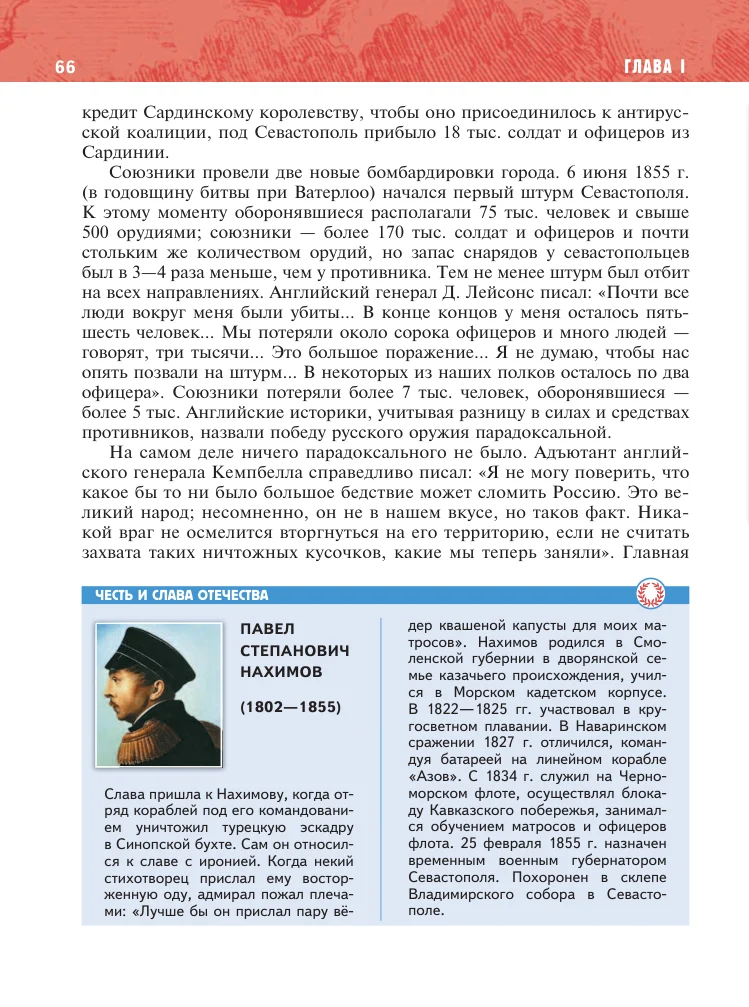 66
ГЛАВА I
кредит Сардинскому королевству, чтобы оно присоединилось к антирус-
ской коалиции, под Севастополь прибыло 18 тыс. солдат и офицеров из
Сардинии.
Союзники провели две новые бомбардировки города. 6 июня 1855 г.
(в годовщину битвы при Ватерлоо) начался первый штурм Севастополя.
К этому моменту оборонявшиеся располагали 75 тыс. человек и свыше
500 орудиями; союзники — более 170 тыс. солдат и офицеров и почти
стольким же количеством орудий, но запас снарядов у севастопольцев
был в 3—4 раза меньше, чем у противника. Тем не менее штурм был отбит
на всех направлениях. Английский генерал Д. Лейсонс писал: «Почти все
люди вокруг меня были убиты... В конце концов у меня осталось пять-
шесть человек... Мы потеряли около сорока офицеров и много людей —
говорят, три тысячи... Это большое поражение... Я не думаю, чтобы нас
опять позвали на штурм... В некоторых из наших полков осталось по два
офицера». Союзники потеряли более 7 тыс. человек, оборонявшиеся —
более 5 тыс. Английские историки, учитывая разницу в силах и средствах
противников, назвали победу русского оружия парадоксальной.
На самом деле ничего парадоксального не было. Адъютант англий-
ского генерала Кемпбелла справедливо писал: «Я не могу поверить, что
какое бы то ни было большое бедствие может сломить Россию. Это ве-
ликий народ; несомненно, он не в нашем вкусе, но таков факт. Ника-
кой враг не осмелится вторгнуться на его территорию, если не считать
захвата таких ничтожных кусочков, какие мы теперь заняли». Главная
ЧЕСТЬ И СЛАВА ОТЕЧЕСТВА
ПАВЕЛ
СТЕПАНОВИЧ
НАХИМОВ
(1802—1855)
Слава пришла к Нахимову, когда от-
ряд кораблей под его командовани-
ем уничтожил турецкую эскадру
в Синопской бухте. Сам он относил-
ся к славе с иронией. Когда некий
стихотворец прислал ему востор-
женную оду, адмирал пожал плеча-
ми: «Лучше бы он прислал пару вё-
дер квашеной капусты для моих ма-
тросов». Нахимов родился в Смо-
ленской губернии в дворянской се-
мье казачьего происхождения, учил-
ся в Морском кадетском корпусе.
В 1822—1825 гг. участвовал в кру-
госветном плавании. В Наваринском
сражении 1827 г. отличился, коман-
дуя батареей на линейном корабле
«Азов». С 1834 г. служил на Черно-
морском флоте, осуществлял блока-
ду Кавказского побережья, занимал-
ся обучением матросов и офицеров
флота. 25 февраля 1855 г. назначен
временным военным губернатором
Севастополя. Похоронен в склепе
Владимирского собора в Севасто-
поле.